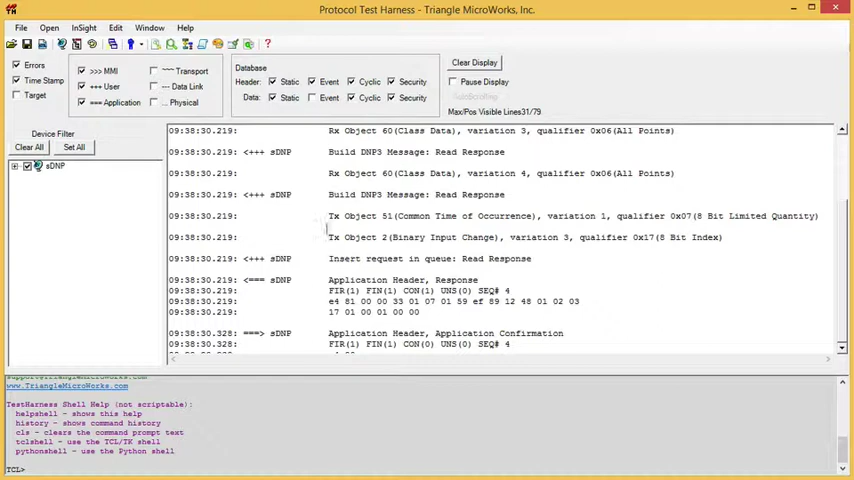 Protocol Test Harness - Triangle MicroWorks, Inc.
File Open InSight Edit Window Help
Errors
Time Stamp
Target
>>> MMI
+++ User
=== Application
~~~ Transport
--- Data Link
... Physical
Database
Header: Static Event Cyclic Security
Data: Static Event Cyclic Security
Clear Display
Pause Display
AutoScrolling
Max/Pos Visible Lines31/79
Device Filter
Clear All Set All
sDNP
09:38:30.219: Rx Object 60(Class Data), variation 3, qualifier 0x06(All Points)
09:38:30.219: <+++ sDNP Build DNP3 Message: Read Response
09:38:30.219: Rx Object 60(Class Data), variation 4, qualifier 0x06(All Points)
09:38:30.219: <+++ sDNP Build DNP3 Message: Read Response
09:38:30.219: Tx Object 51(Common Time of Occurrence), variation 1, qualifier 0x07(8 Bit Limited Quantity)
09:38:30.219: Tx Object 2(Binary Input Change), variation 3, qualifier 0x17(8 Bit Index)
09:38:30.219: <+++ sDNP Insert request in queue: Read Response
09:38:30.219: <=== sDNP Application Header, Response
09:38:30.219: FIR(1) FIN(1) CON(1) UNS(0) SEQ# 4
09:38:30.219: e4 81 00 00 33 01 07 01 59 ef 89 12 48 01 02 03
09:38:30.219: 17 01 00 01 00 00
09:38:30.328: ===> sDNP Application Header, Application Confirmation
09:38:30.328: FIR(1) FIN(1) CON(0) UNS(0) SEQ# 4
support@TriangleMicroWorks.com
www.TriangleMicroWorks.com
TestHarness Shell Help (not scriptable):
helpshell - shows this help
history - shows command history
cls - clears the command prompt text
tclshell - use the TCL/TK shell
pythonshell - use the Python shell
TCL>